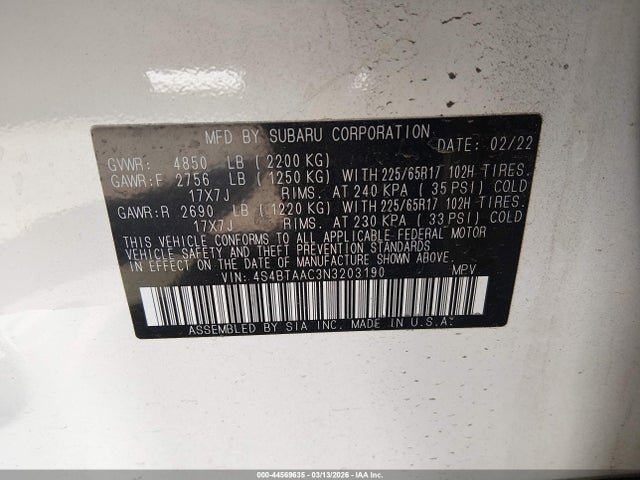 MFD BY SUBARU CORPORATION DATE: 02/22
GVWR: 4850 LB (2200 KG)
GAWR:F 2756 LB (1250 KG) WITH 225/65R17 102H TIRES.
17X7J RIMS. AT 240 KPA (35 PSI) COLD
GAWR:R 2690 LB (1220 KG) WITH 225/65R17 102H TIRES.
17X7J RIMS. AT 230 KPA (33 PSI) COLD
THIS VEHICLE CONFORMS TO ALL APPLICABLE FEDERAL MOTOR
VEHICLE SAFETY AND THEFT PREVENTION STANDARDS
IN EFFECT ON THE DATE OF MANUFACTURE SHOWN ABOVE.
VIN: 4S4BTAAC3N3203190 MPV
ASSEMBLED BY SIA INC. MADE IN U.S.A.
000-44569635 - 03/13/2026 - IAA Inc.